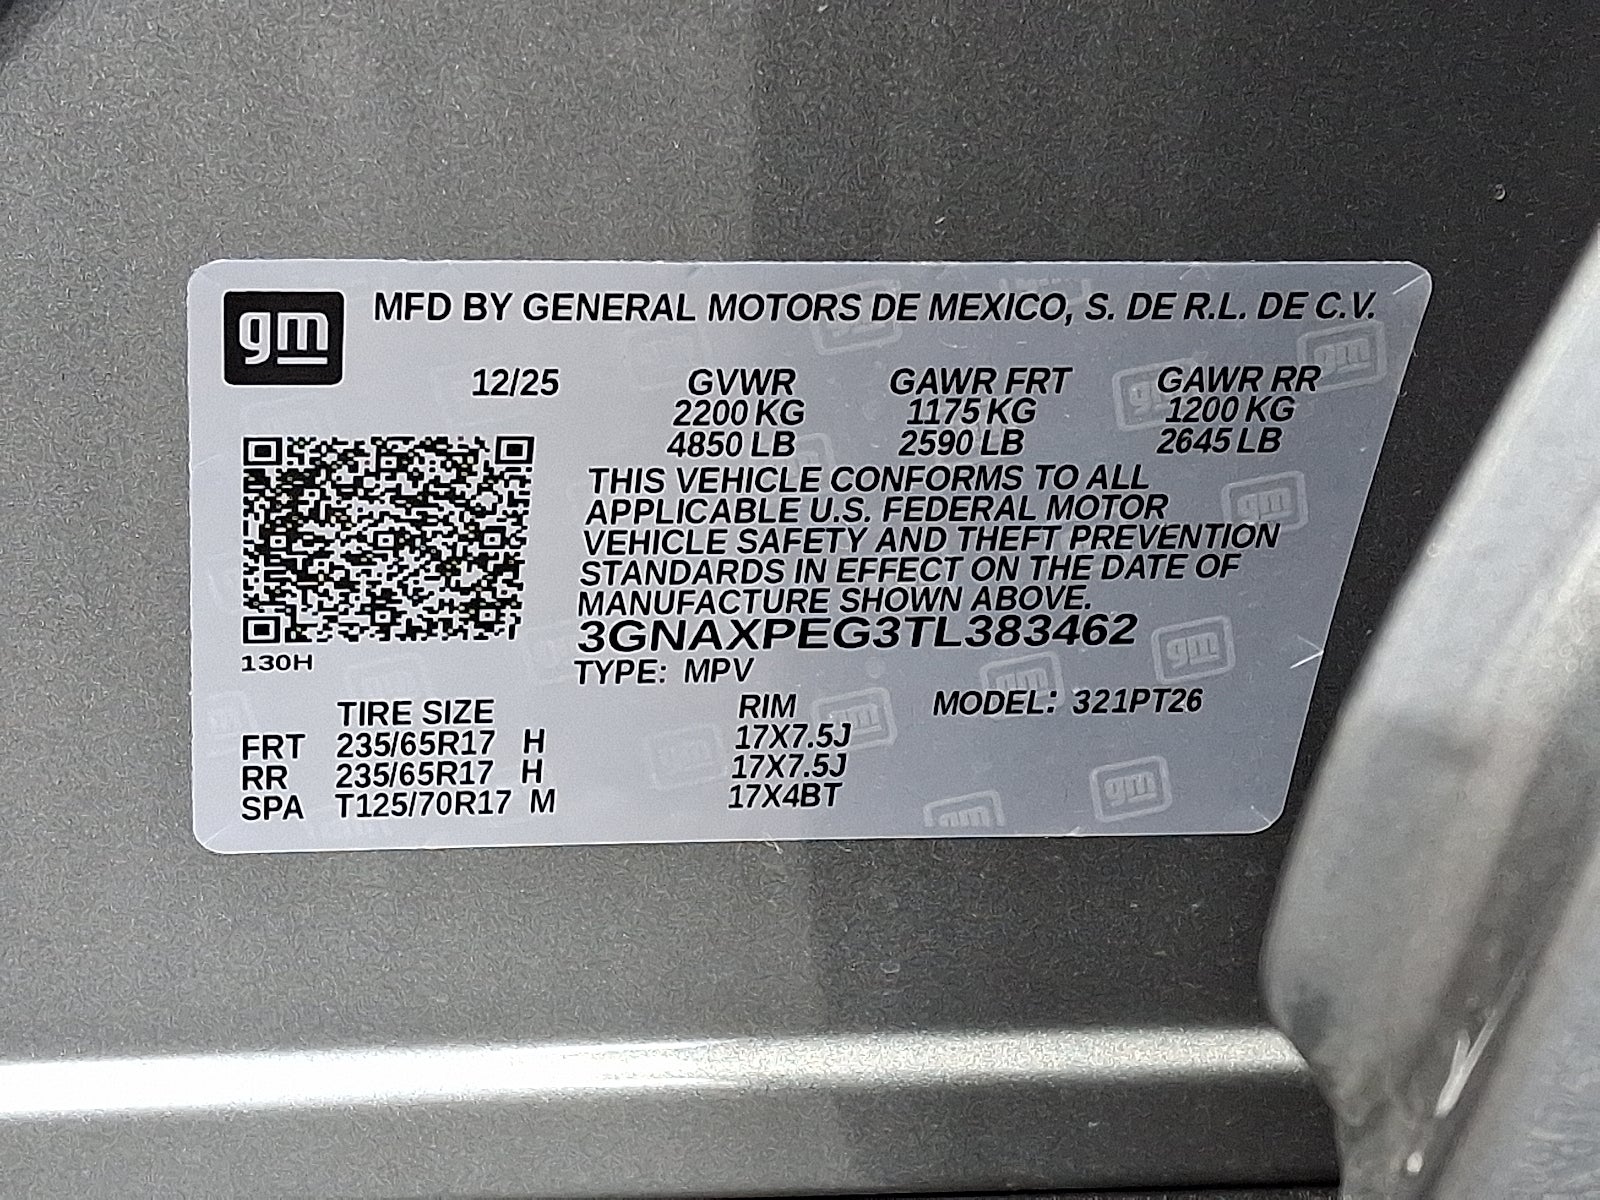 gm MFD BY GENERAL MOTORS DE MEXICO, S. DE R.L. DE C.V.
12/25 GVWR GAWR FRT GAWR RR
2200 KG 1175 KG 1200 KG
4850 LB 2590 LB 2645 LB
THIS VEHICLE CONFORMS TO ALL
APPLICABLE U.S. FEDERAL MOTOR
VEHICLE SAFETY AND THEFT PREVENTION
STANDARDS IN EFFECT ON THE DATE OF
MANUFACTURE SHOWN ABOVE.
3GNAXPEG3TL383462
130H
TYPE: MPV
TIRE SIZE RIM MODEL: 321PT26
FRT 235/65R17 H 17X7.5J
RR 235/65R17 H 17X7.5J
SPA T125/70R17 M 17X4BT